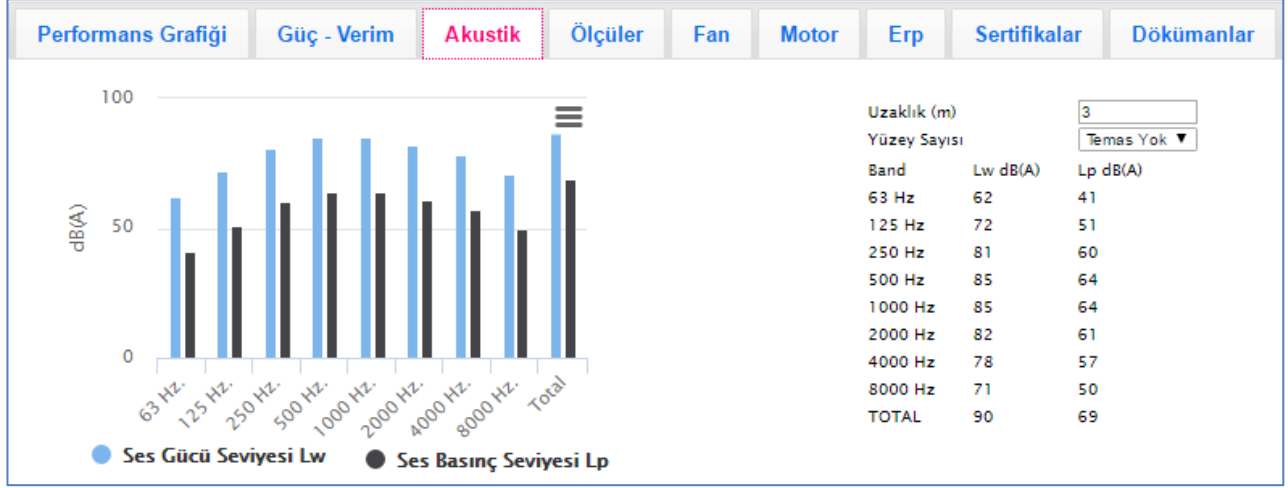 Performans Grafiği Güç - Verim Akustik Ölçüler Fan Motor Erp Sertifikalar Dökümanlar
100
50
0
dB(A)
63 Hz. 125 Hz. 250 Hz. 500 Hz. 1000 Hz. 2000 Hz. 4000 Hz. 8000 Hz. Total
Ses Gücü Seviyesi Lw Ses Basınç Seviyesi Lp
Uzaklık (m) 3
Yüzey Sayısı Temas Yok ▼
Band Lw dB(A) Lp dB(A)
63 Hz 62 41
125 Hz 72 51
250 Hz 81 60
500 Hz 85 64
1000 Hz 85 64
2000 Hz 82 61
4000 Hz 78 57
8000 Hz 71 50
TOTAL 90 69